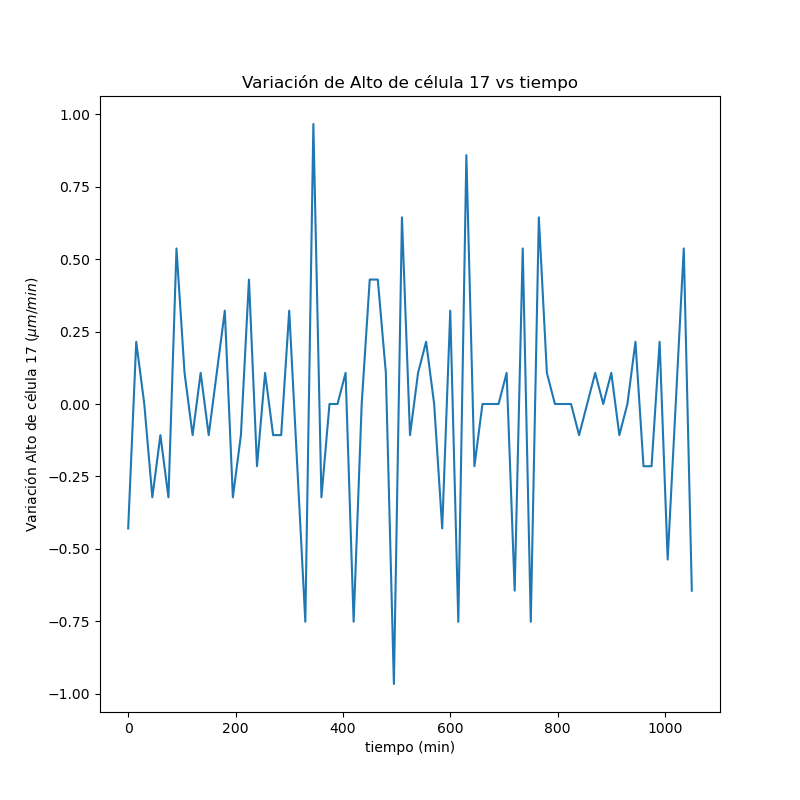 Variación de Alto de célula 17 vs tiempo
1.00
0.75
0.50
0.25
0.00
−0.25
−0.50
−0.75
−1.00
Variación Alto de célula 17 (μm/min)
0 200 400 600 800 1000
tiempo (min)